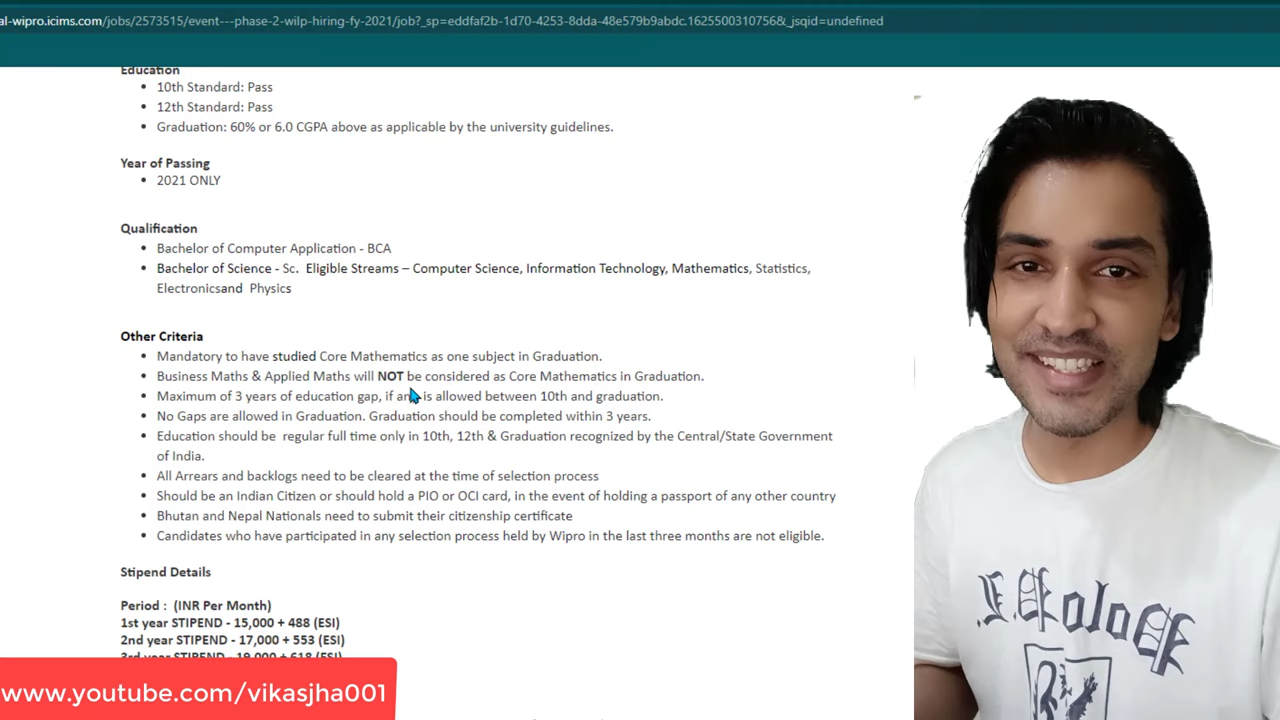 al-wipro.icims.com/jobs/2573515/event---phase-2-wilp-hiring-fy-2021/job?_sp=eddfaf2b-1d70-4253-8dda-48e579b9abdc.1625500310756&_jsqid=undefined
Education
• 10th Standard: Pass
• 12th Standard: Pass
• Graduation: 60% or 6.0 CGPA above as applicable by the university guidelines.
Year of Passing
• 2021 ONLY
Qualification
• Bachelor of Computer Application - BCA
• Bachelor of Science - Sc. Eligible Streams – Computer Science, Information Technology, Mathematics, Statistics,
Electronicsand Physics
Other Criteria
• Mandatory to have studied Core Mathematics as one subject in Graduation.
• Business Maths & Applied Maths will NOT be considered as Core Mathematics in Graduation.
• Maximum of 3 years of education gap, if any is allowed between 10th and graduation.
• No Gaps are allowed in Graduation. Graduation should be completed within 3 years.
• Education should be regular full time only in 10th, 12th & Graduation recognized by the Central/State Government
of India.
• All Arrears and backlogs need to be cleared at the time of selection process
• Should be an Indian Citizen or should hold a PIO or OCI card, in the event of holding a passport of any other country
• Bhutan and Nepal Nationals need to submit their citizenship certificate
• Candidates who have participated in any selection process held by Wipro in the last three months are not eligible.
Stipend Details
Period : (INR Per Month)
1st year STIPEND - 15,000 + 488 (ESI)
2nd year STIPEND - 17,000 + 553 (ESI)
3rd year STIPEND - 19,000 + 618 (ESI)
www.youtube.com/vikasjha001